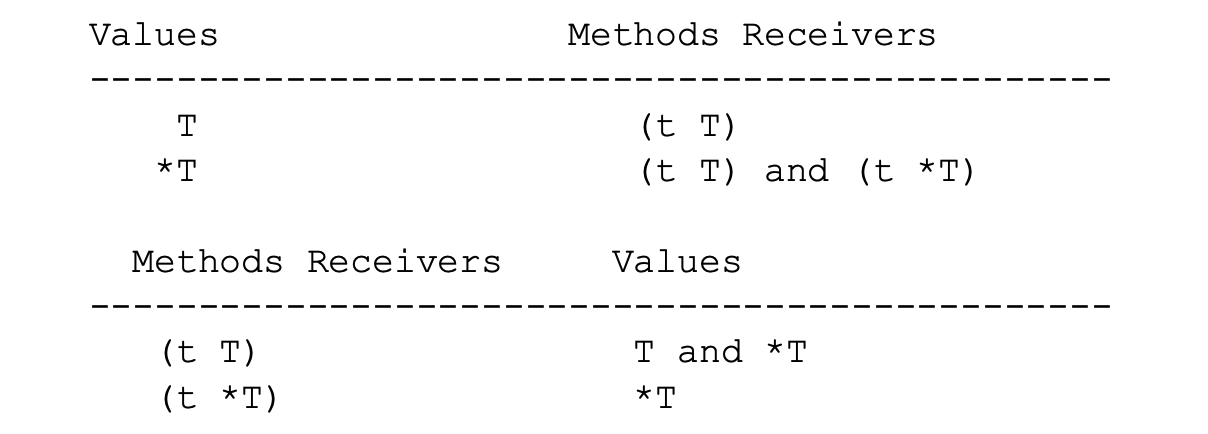 Values Methods Receivers
-----------------------------------------------
T (t T)
*T (t T) and (t *T)
Methods Receivers Values
-----------------------------------------------
(t T) T and *T
(t *T) *T